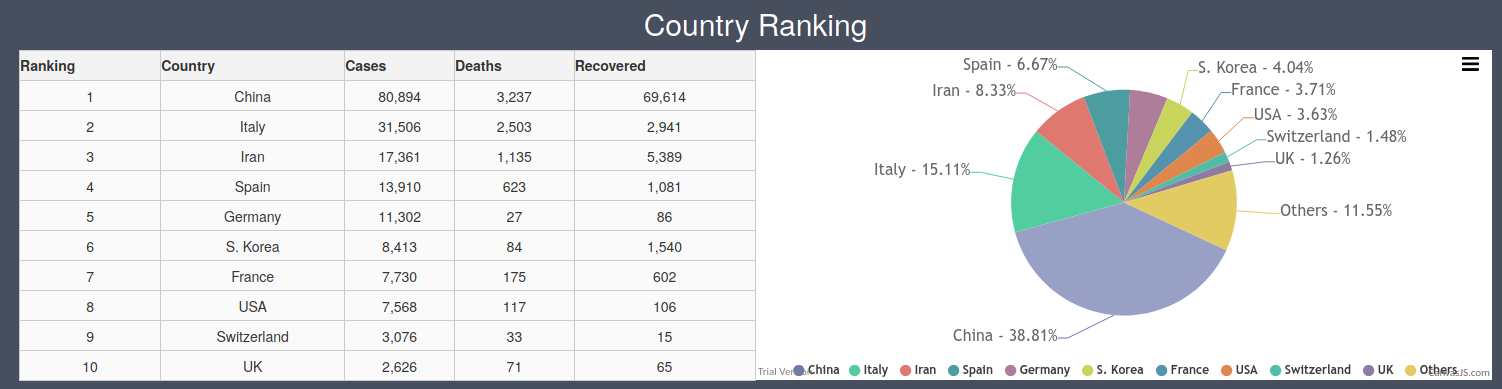 Country Ranking
Ranking Country Cases Deaths Recovered
1 China 80,894 3,237 69,614
2 Italy 31,506 2,503 2,941
3 Iran 17,361 1,135 5,389
4 Spain 13,910 623 1,081
5 Germany 11,302 27 86
6 S. Korea 8,413 84 1,540
7 France 7,730 175 602
8 USA 7,568 117 106
9 Switzerland 3,076 33 15
10 UK 2,626 71 65
Spain - 6.67%
S. Korea - 4.04%
Iran - 8.33%
France - 3.71%
USA - 3.63%
Switzerland - 1.48%
UK - 1.26%
Italy - 15.11%
Others - 11.55%
China - 38.81%
Trial China Italy Iran Spain Germany S. Korea France USA Switzerland UK Others
CanvasJS.com